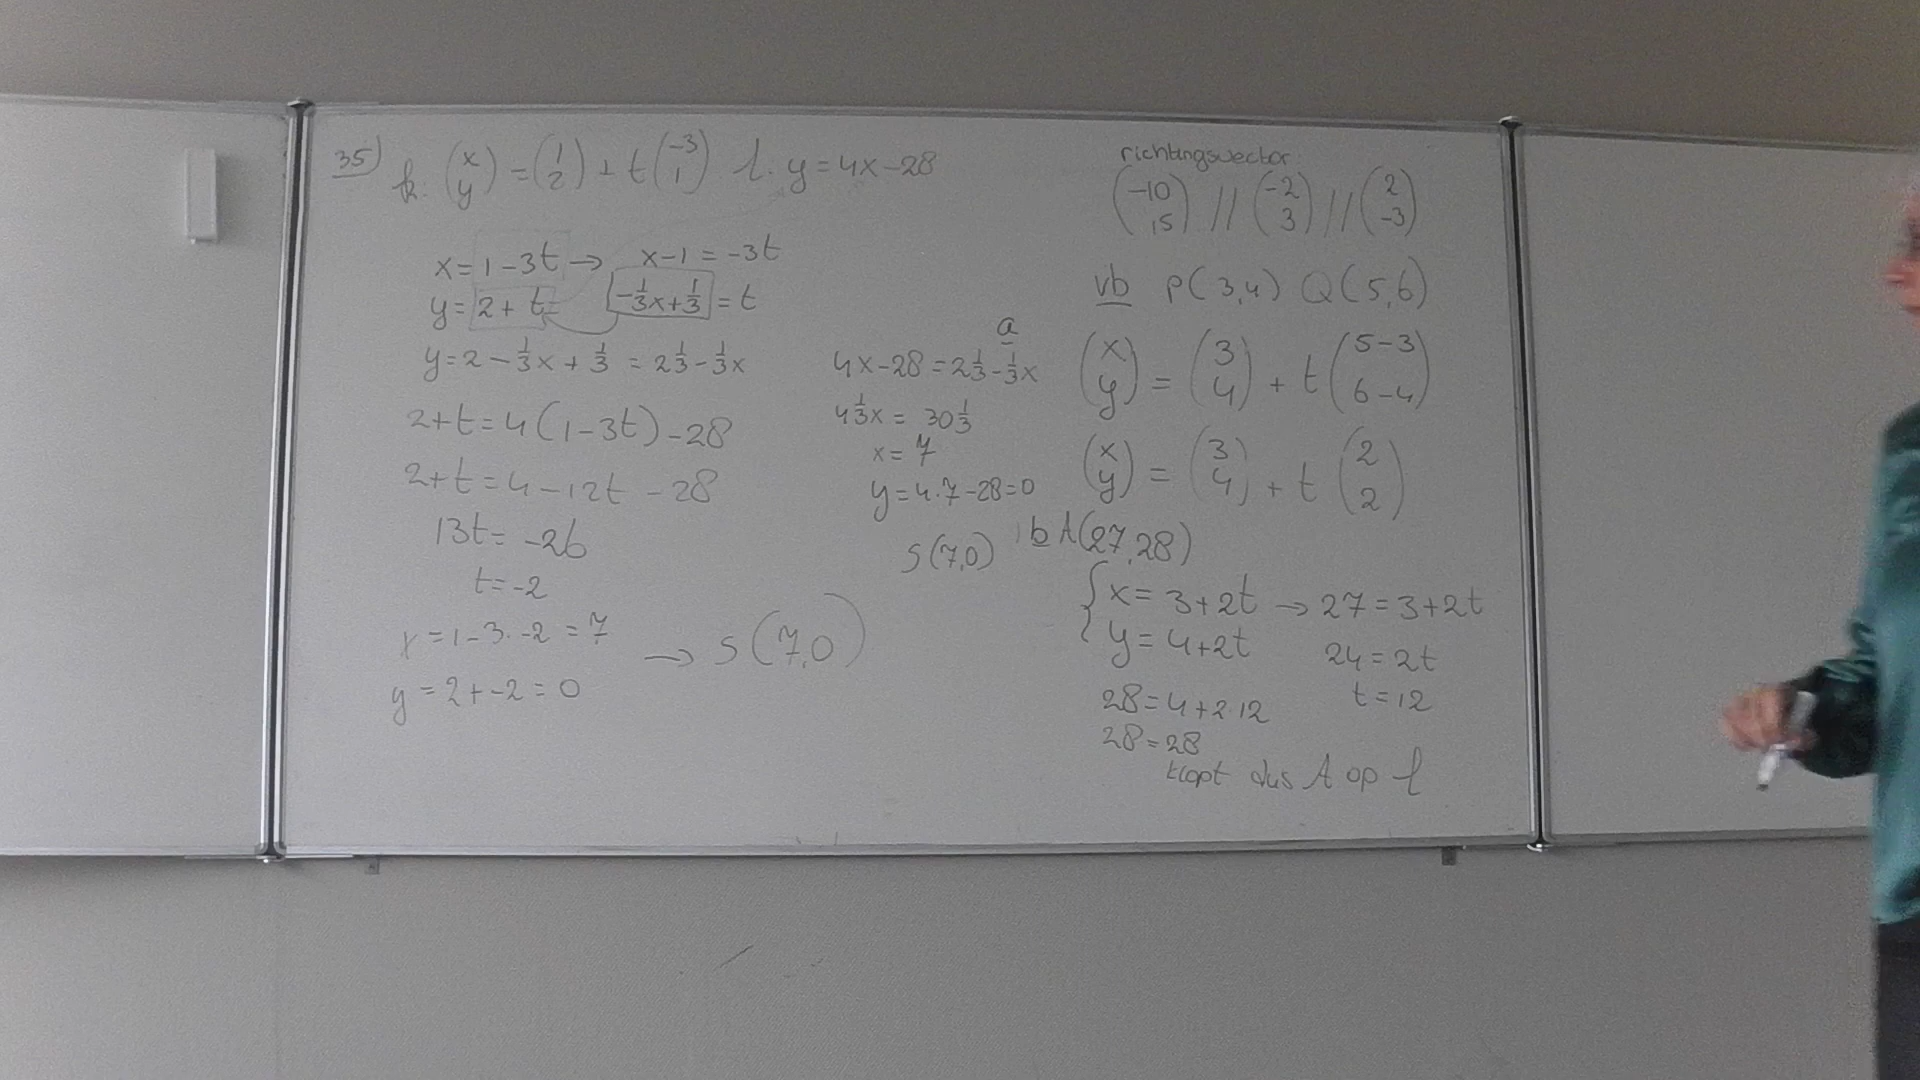 35) k: (x y) = (1 2) + t(-3 1) l: y = 4x-28
x = 1-3t → x-1 = -3t
y = 2+t -1/3x+1/3 = t
y = 2-1/3x+1/3 = 2 1/3-1/3x
2+t = 4(1-3t)-28
2+t = 4-12t-28
13t = -26
t = -2
x = 1-3·-2 = 7
y = 2+-2 = 0
→ S(7,0)
4x-28 = 2 1/3-1/3x
4 1/3x = 30 1/3
x = 7
y = 4·7-28 = 0
S(7,0)
richtingsvector:
(-10 15) // (-2 3) // (2 -3)
vb P(3,4) Q(5,6)
a
(x y) = (3 4) + t(5-3 6-4)
(x y) = (3 4) + t(2 2)
b A(27,28)
{x = 3+2t → 27 = 3+2t
y = 4+2t 24 = 2t
28 = 4+2·12 t = 12
28 = 28
klopt dus A op l